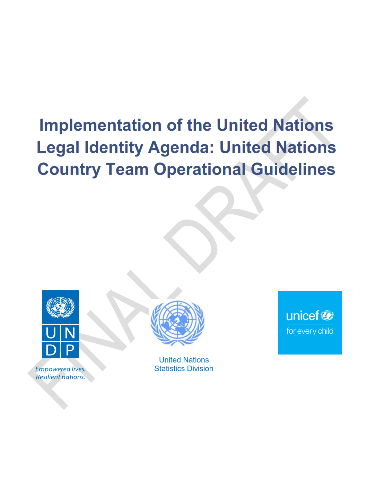 Implementation of the United Nations
Legal Identity Agenda: United Nations
Country Team Operational Guidelines
FINAL DRAFT
U N
D P
Empowered lives.
Resilient nations.
United Nations
Statistics Division
unicef
for every child